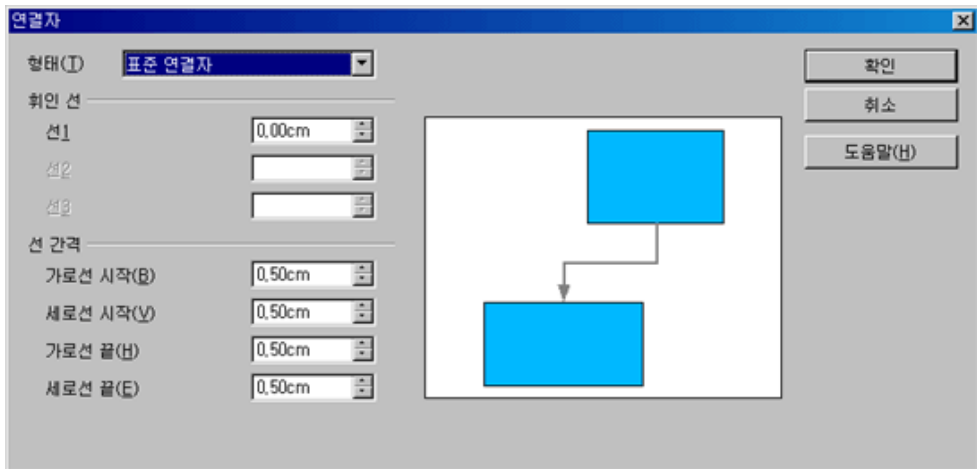 연결자
형태(T) 표준 연결자
휘인 선
선1 0,00cm
선2
선3
선 간격
가로선 시작(B) 0,50cm
세로선 시작(V) 0,50cm
가로선 끝(H) 0,50cm
세로선 끝(E) 0,50cm
확인
취소
도움말(H)